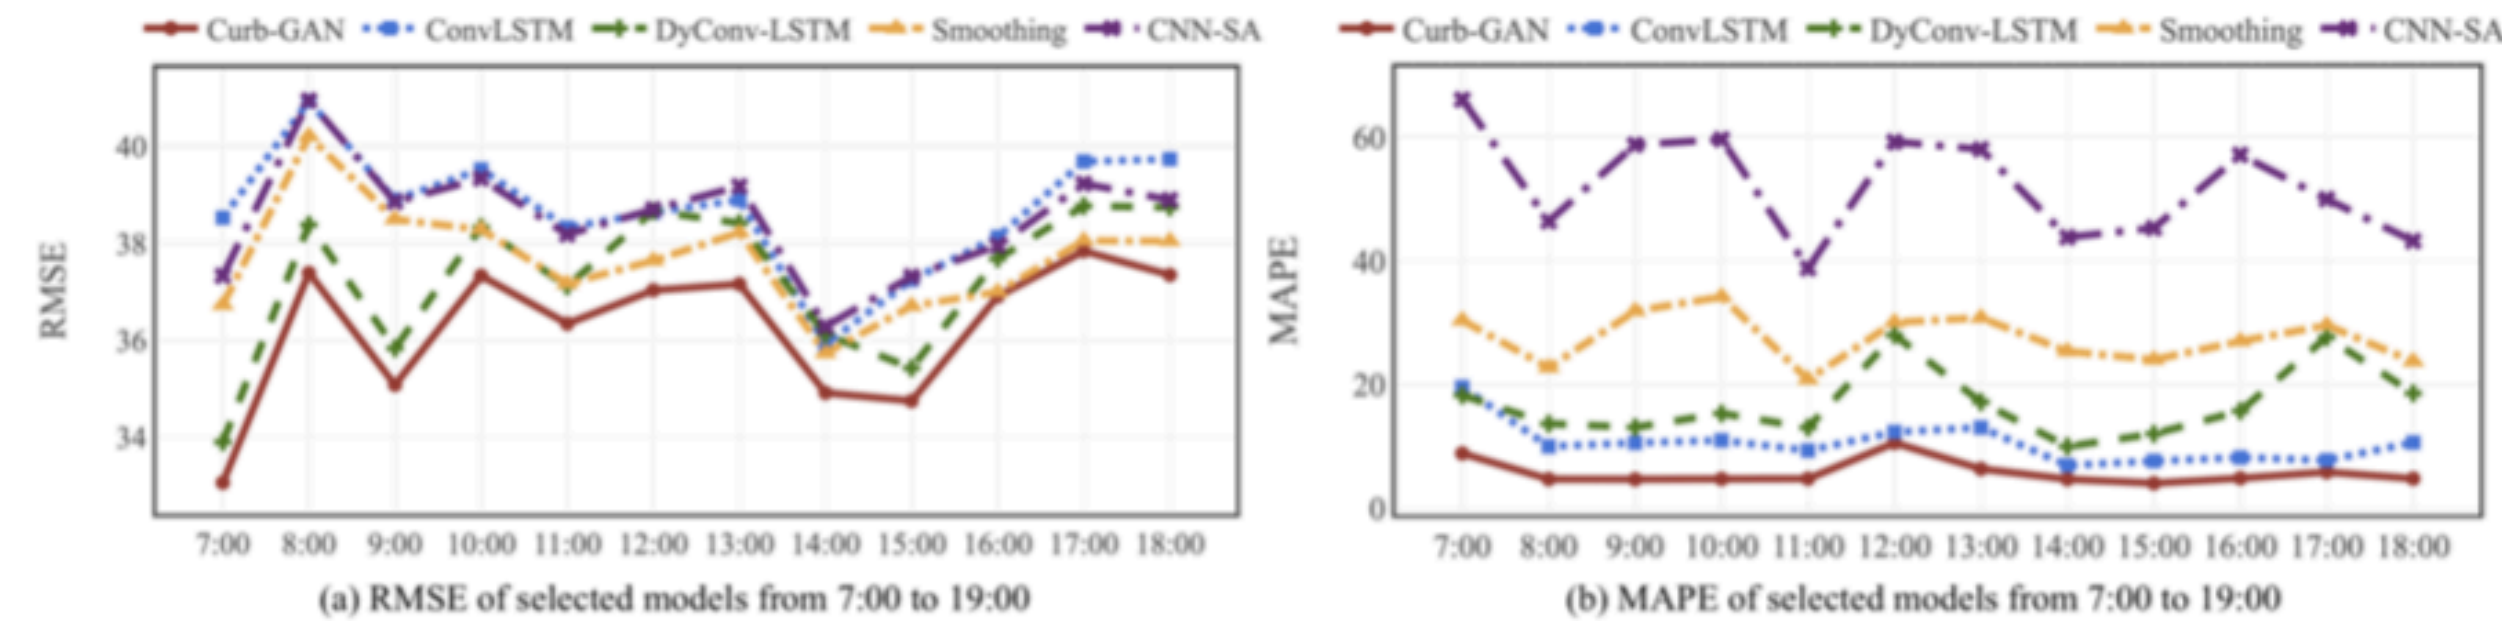 Curb-GAN ConvLSTM DyConv-LSTM Smoothing CNN-SA
RMSE
40
38
36
34
7:00 8:00 9:00 10:00 11:00 12:00 13:00 14:00 15:00 16:00 17:00 18:00
(a) RMSE of selected models from 7:00 to 19:00
Curb-GAN ConvLSTM DyConv-LSTM Smoothing CNN-SA
MAPE
60
40
20
0
7:00 8:00 9:00 10:00 11:00 12:00 13:00 14:00 15:00 16:00 17:00 18:00
(b) MAPE of selected models from 7:00 to 19:00